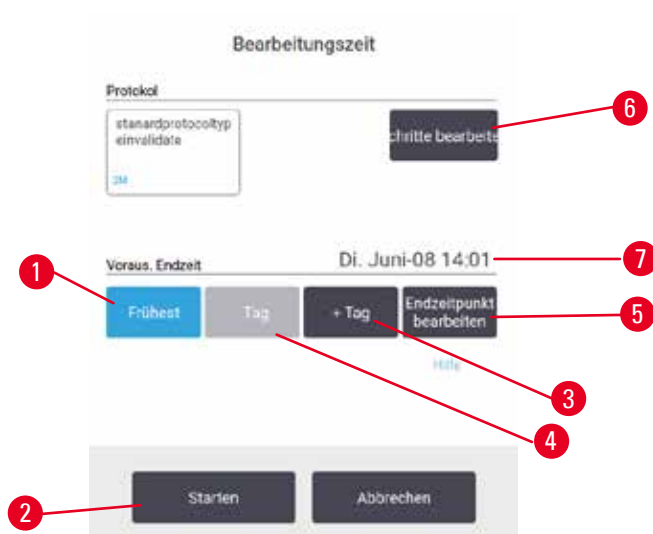 Bearbeitungszeit
Protokol
stanardprotocoltyp
einvalidate
2M
chritte bearbeite
6
Voraus. Endzeit
Di. Juni-08 14:01
7
1
Frühest
Tag
+ Tag
Endzeitpunkt
bearbeiten
5
Hilfe
3
4
2
Starten
Abbrechen